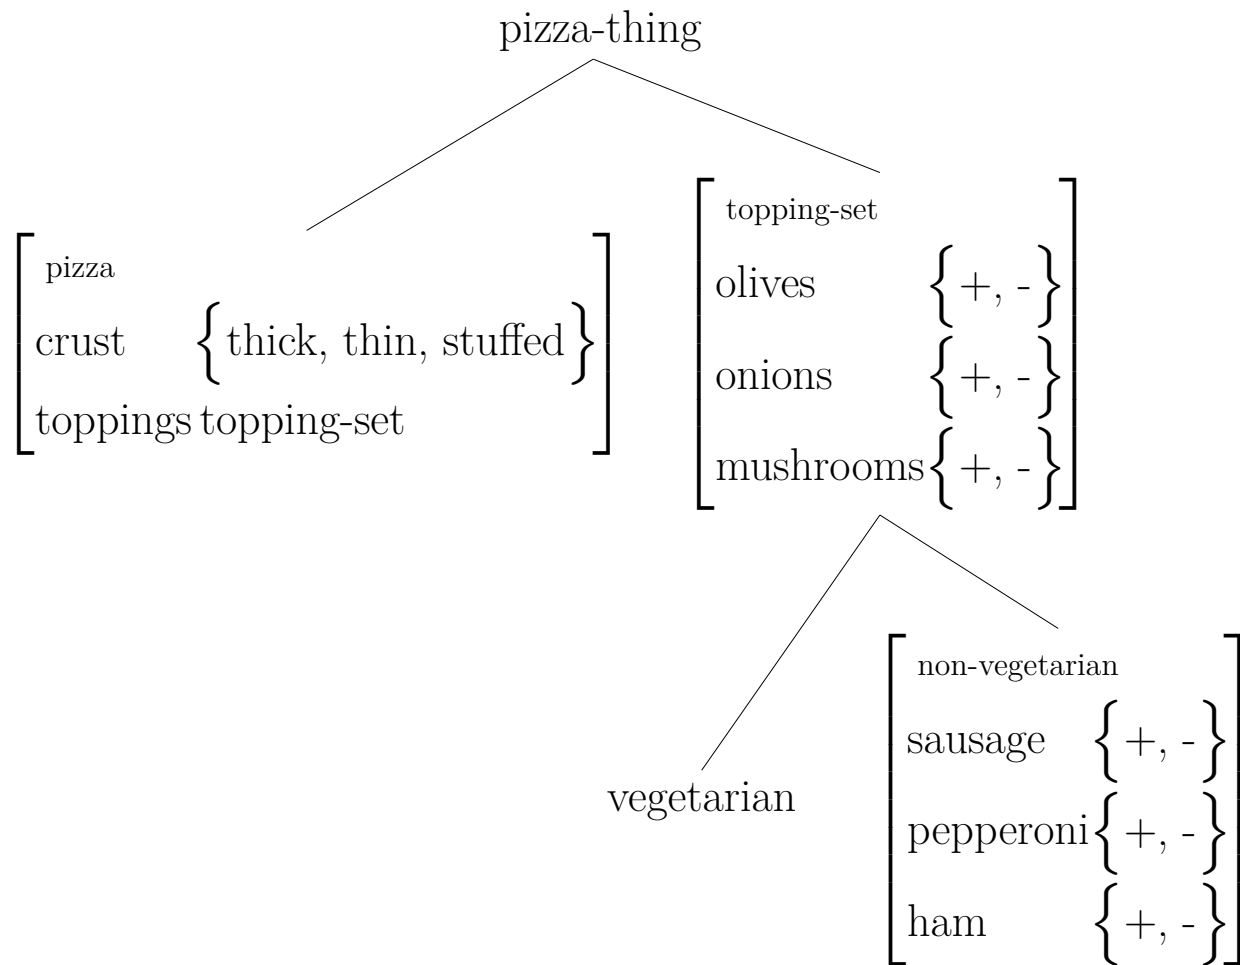 pizza-thing
pizza
crust {thick, thin, stuffed}
toppings topping-set
topping-set
olives {+, -}
onions {+, -}
mushrooms {+, -}
vegetarian
non-vegetarian
sausage {+, -}
pepperoni {+, -}
ham {+, -}